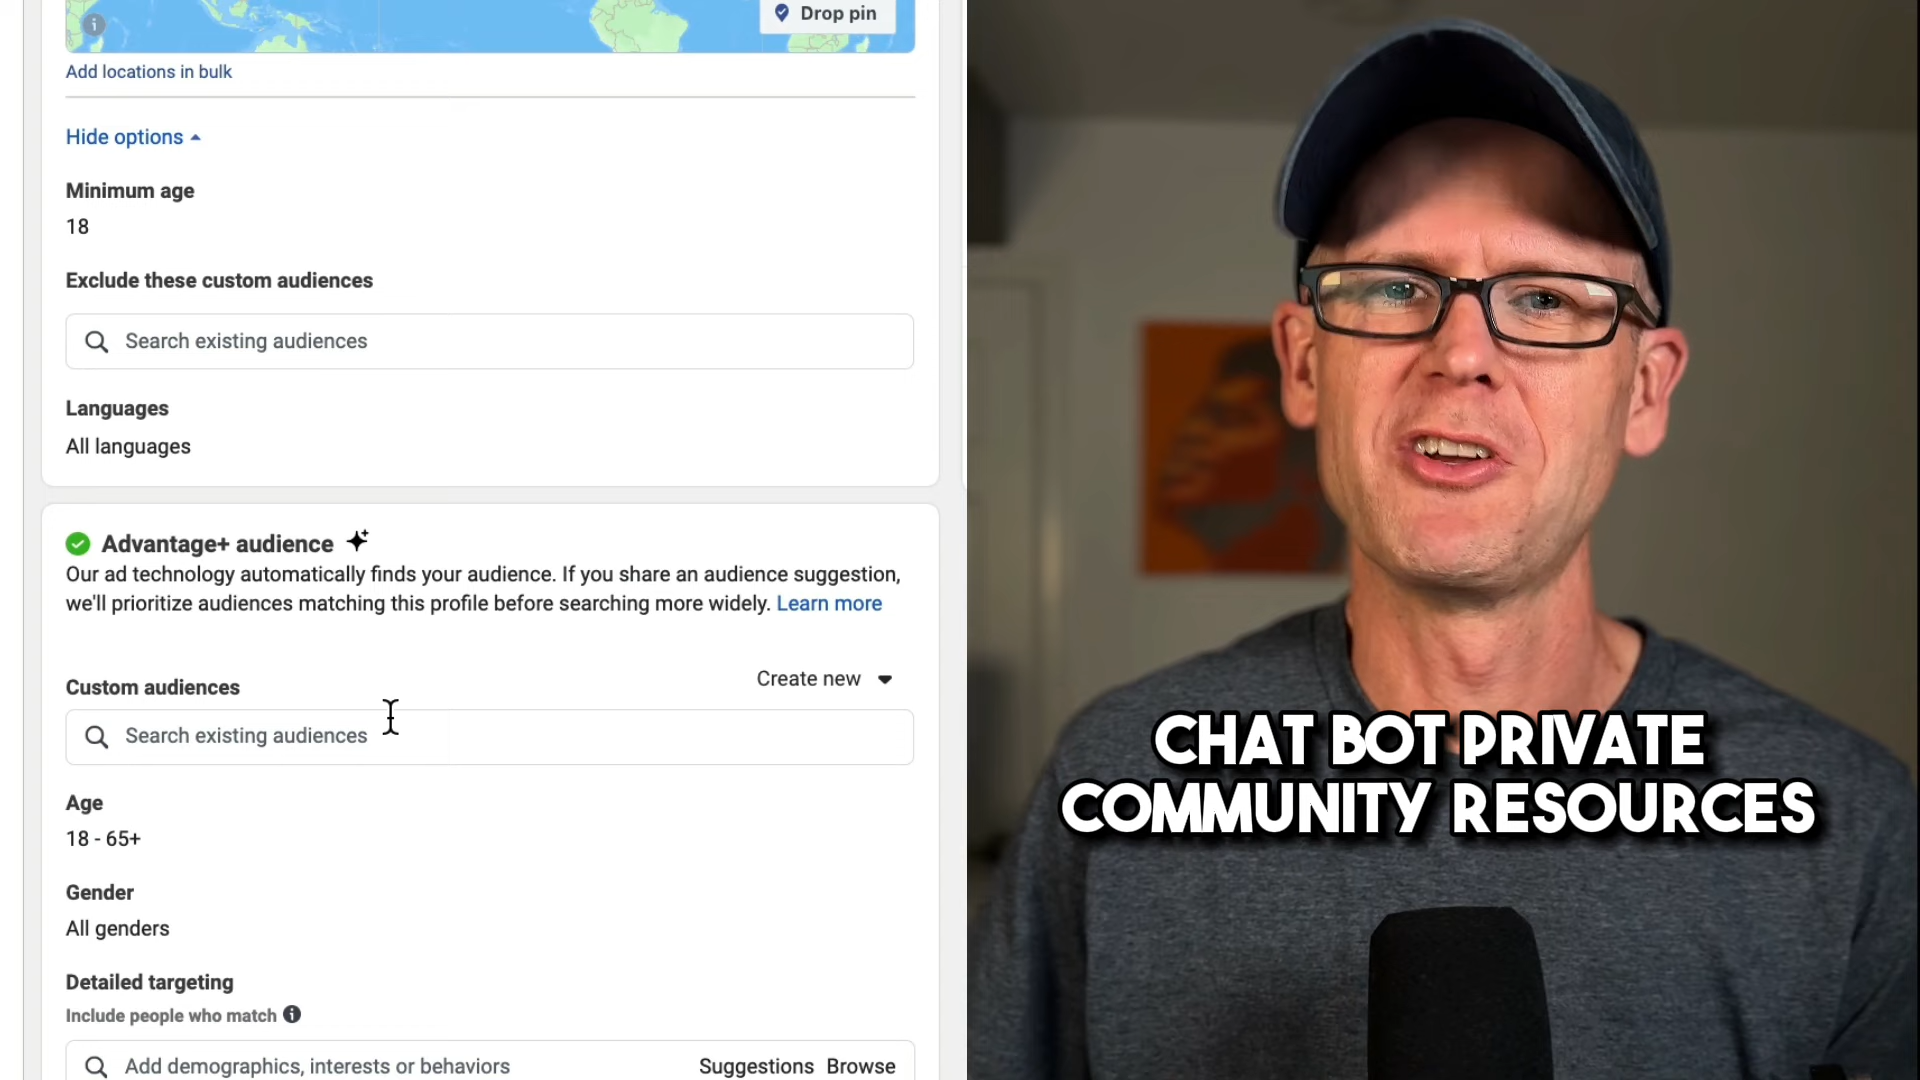 Drop pin
Add locations in bulk
Hide options
Minimum age
18
Exclude these custom audiences
Search existing audiences
Languages
All languages
Advantage+ audience
Our ad technology automatically finds your audience. If you share an audience suggestion,
we'll prioritize audiences matching this profile before searching more widely. Learn more
Custom audiences
Create new
Search existing audiences
Age
18 - 65+
Gender
All genders
Detailed targeting
Include people who match
Add demographics, interests or behaviors
Suggestions Browse
CHAT BOT PRIVATE
COMMUNITY RESOURCES